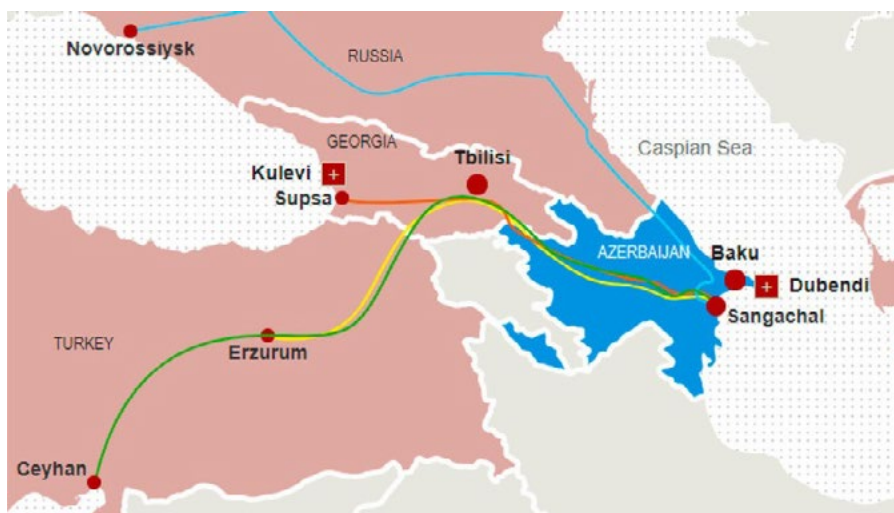 Novorossiysk
RUSSIA
GEORGIA
Tbilisi
Caspian Sea
Kulevi
Supsa
AZERBAIJAN
Baku
Dubendi
Sangachal
TURKEY
Erzurum
Ceyhan